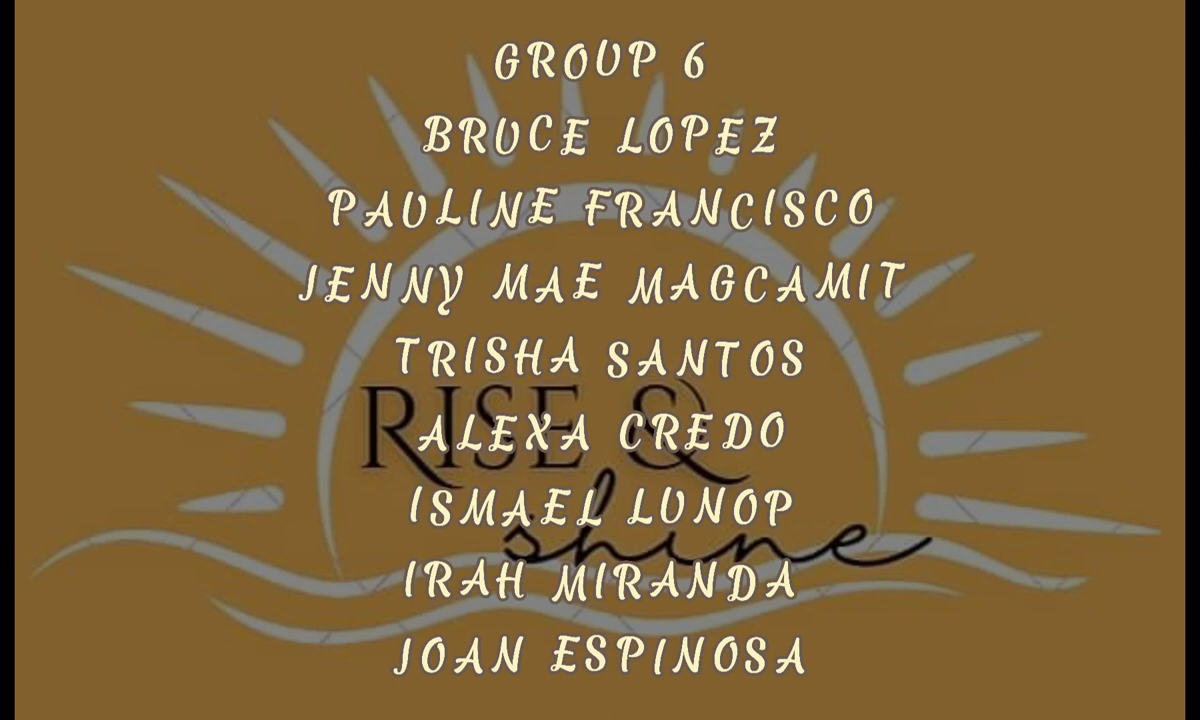 GROUP 6
BRUCE LOPEZ
PAULINE FRANCISCO
JENNY MAE MAGCAMIT
TRISHA SANTOS
RISE &
ALEXA CREDO
ISMAEL LUNOP
shine
IRAH MIRANDA
JOAN ESPINOSA